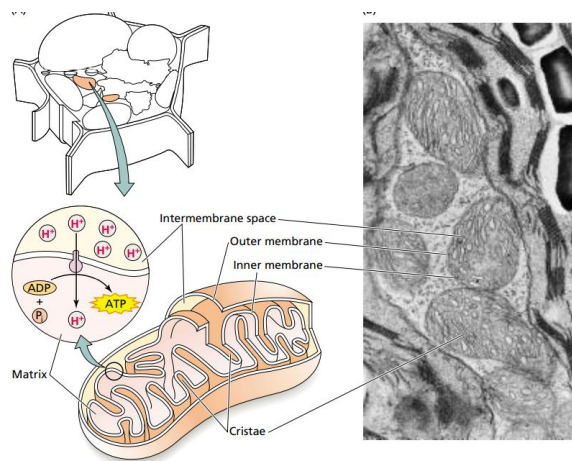 (B)
H+
H+
H+
H+
H+
H+
H+
ADP
+
Pi
ATP
H+
Intermembrane space
Outer membrane
Inner membrane
Matrix
Cristae